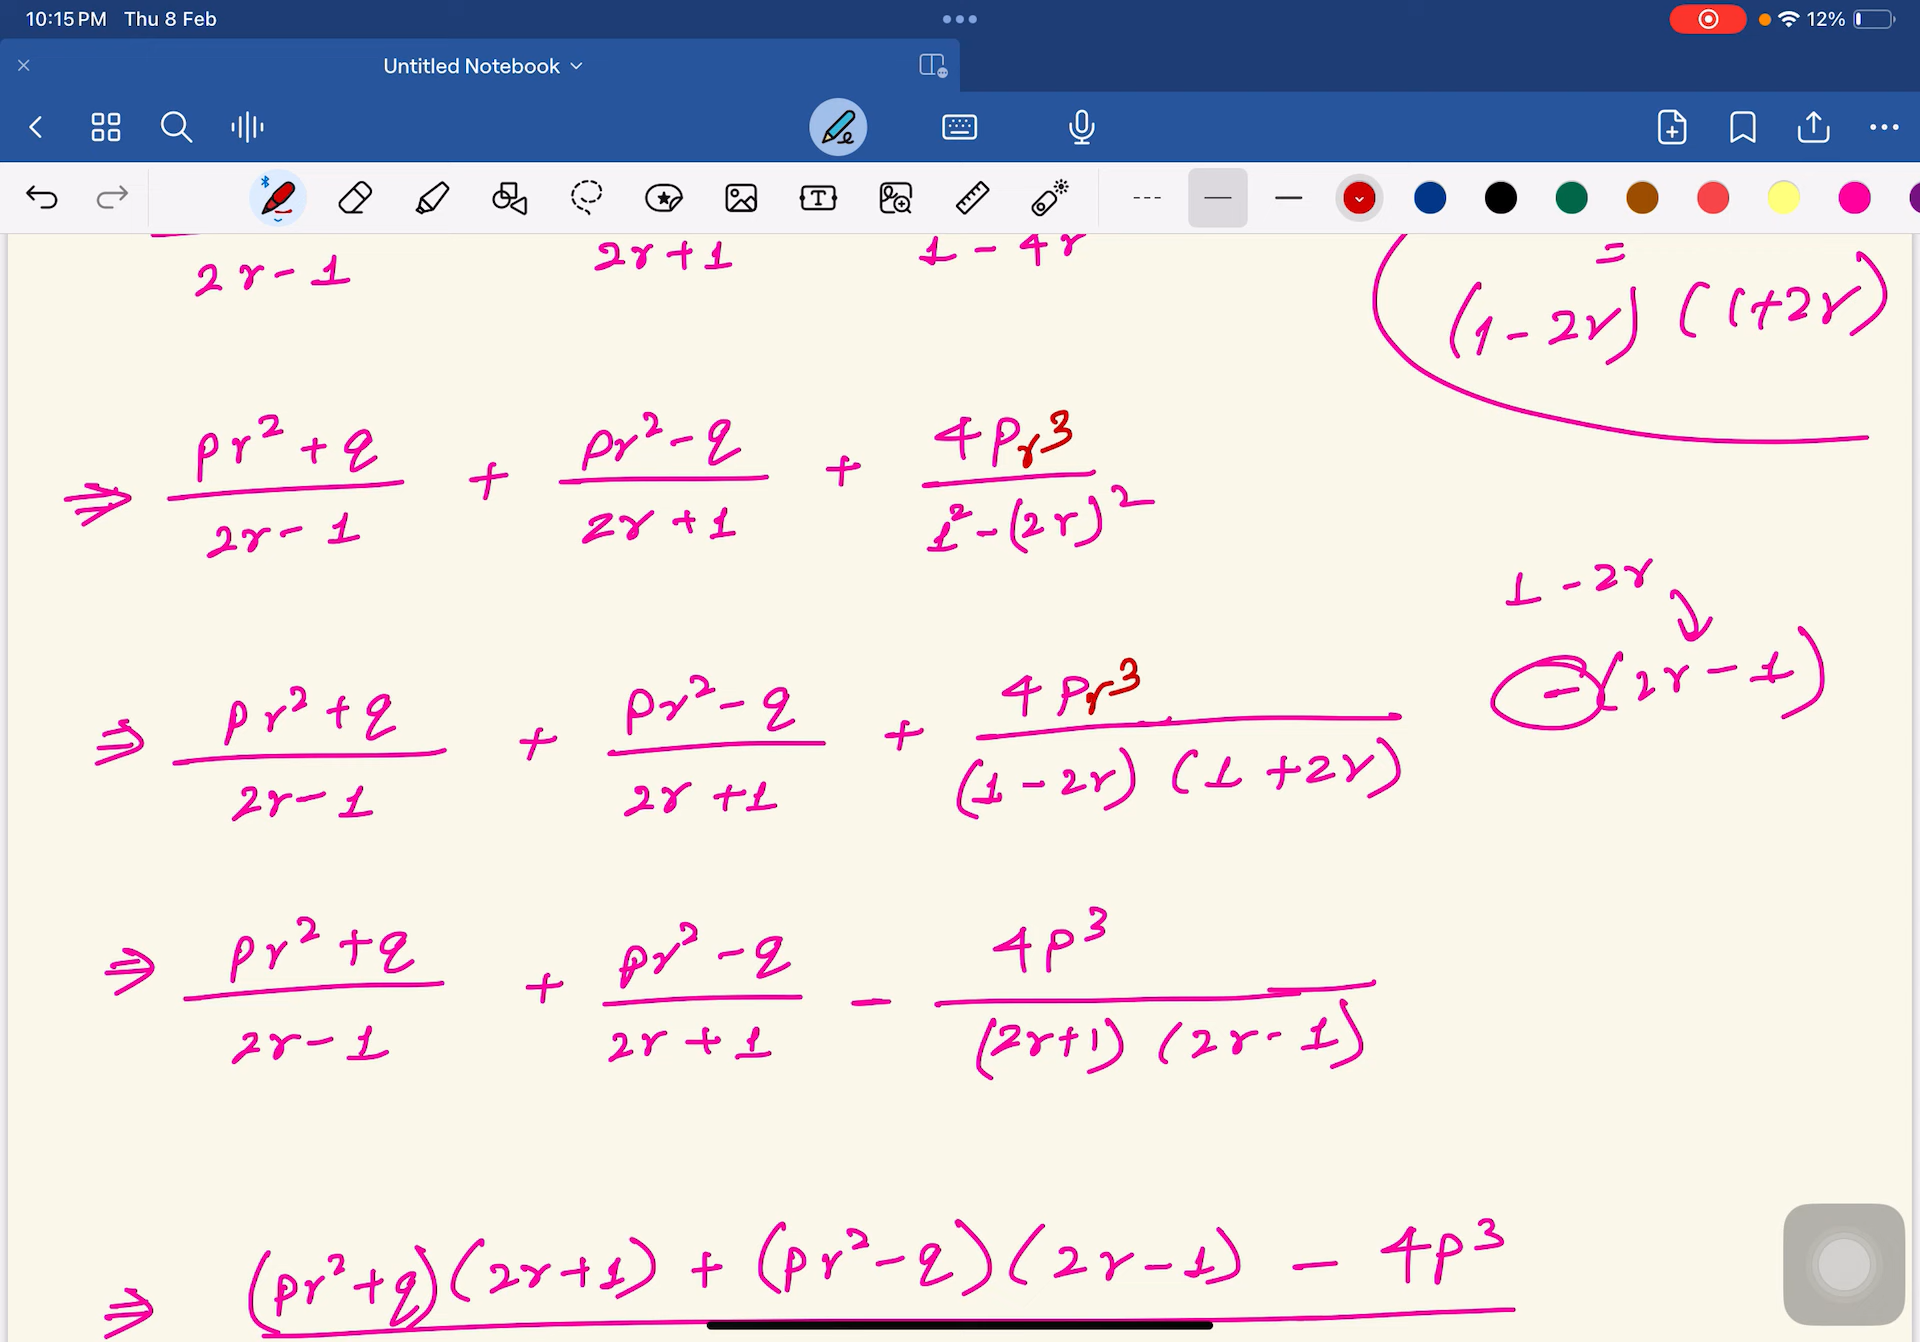 10:15 PM Thu 8 Feb 12%
Untitled Notebook
2r-1 2r+1 1-4r
=
(1-2r) (1+2r)
⇒ pr²+q / 2r-1 + pr²-q / 2r+1 + 4pr³ / 1²-(2r)²
1-2r
-(2r-1)
⇒ pr²+q / 2r-1 + pr²-q / 2r+1 + 4pr³ / (1-2r) (1+2r)
⇒ pr²+q / 2r-1 + pr²-q / 2r+1 - 4p³ / (2r+1) (2r-1)
⇒ (pr²+q)(2r+1) + (pr²-q)(2r-1) - 4p³